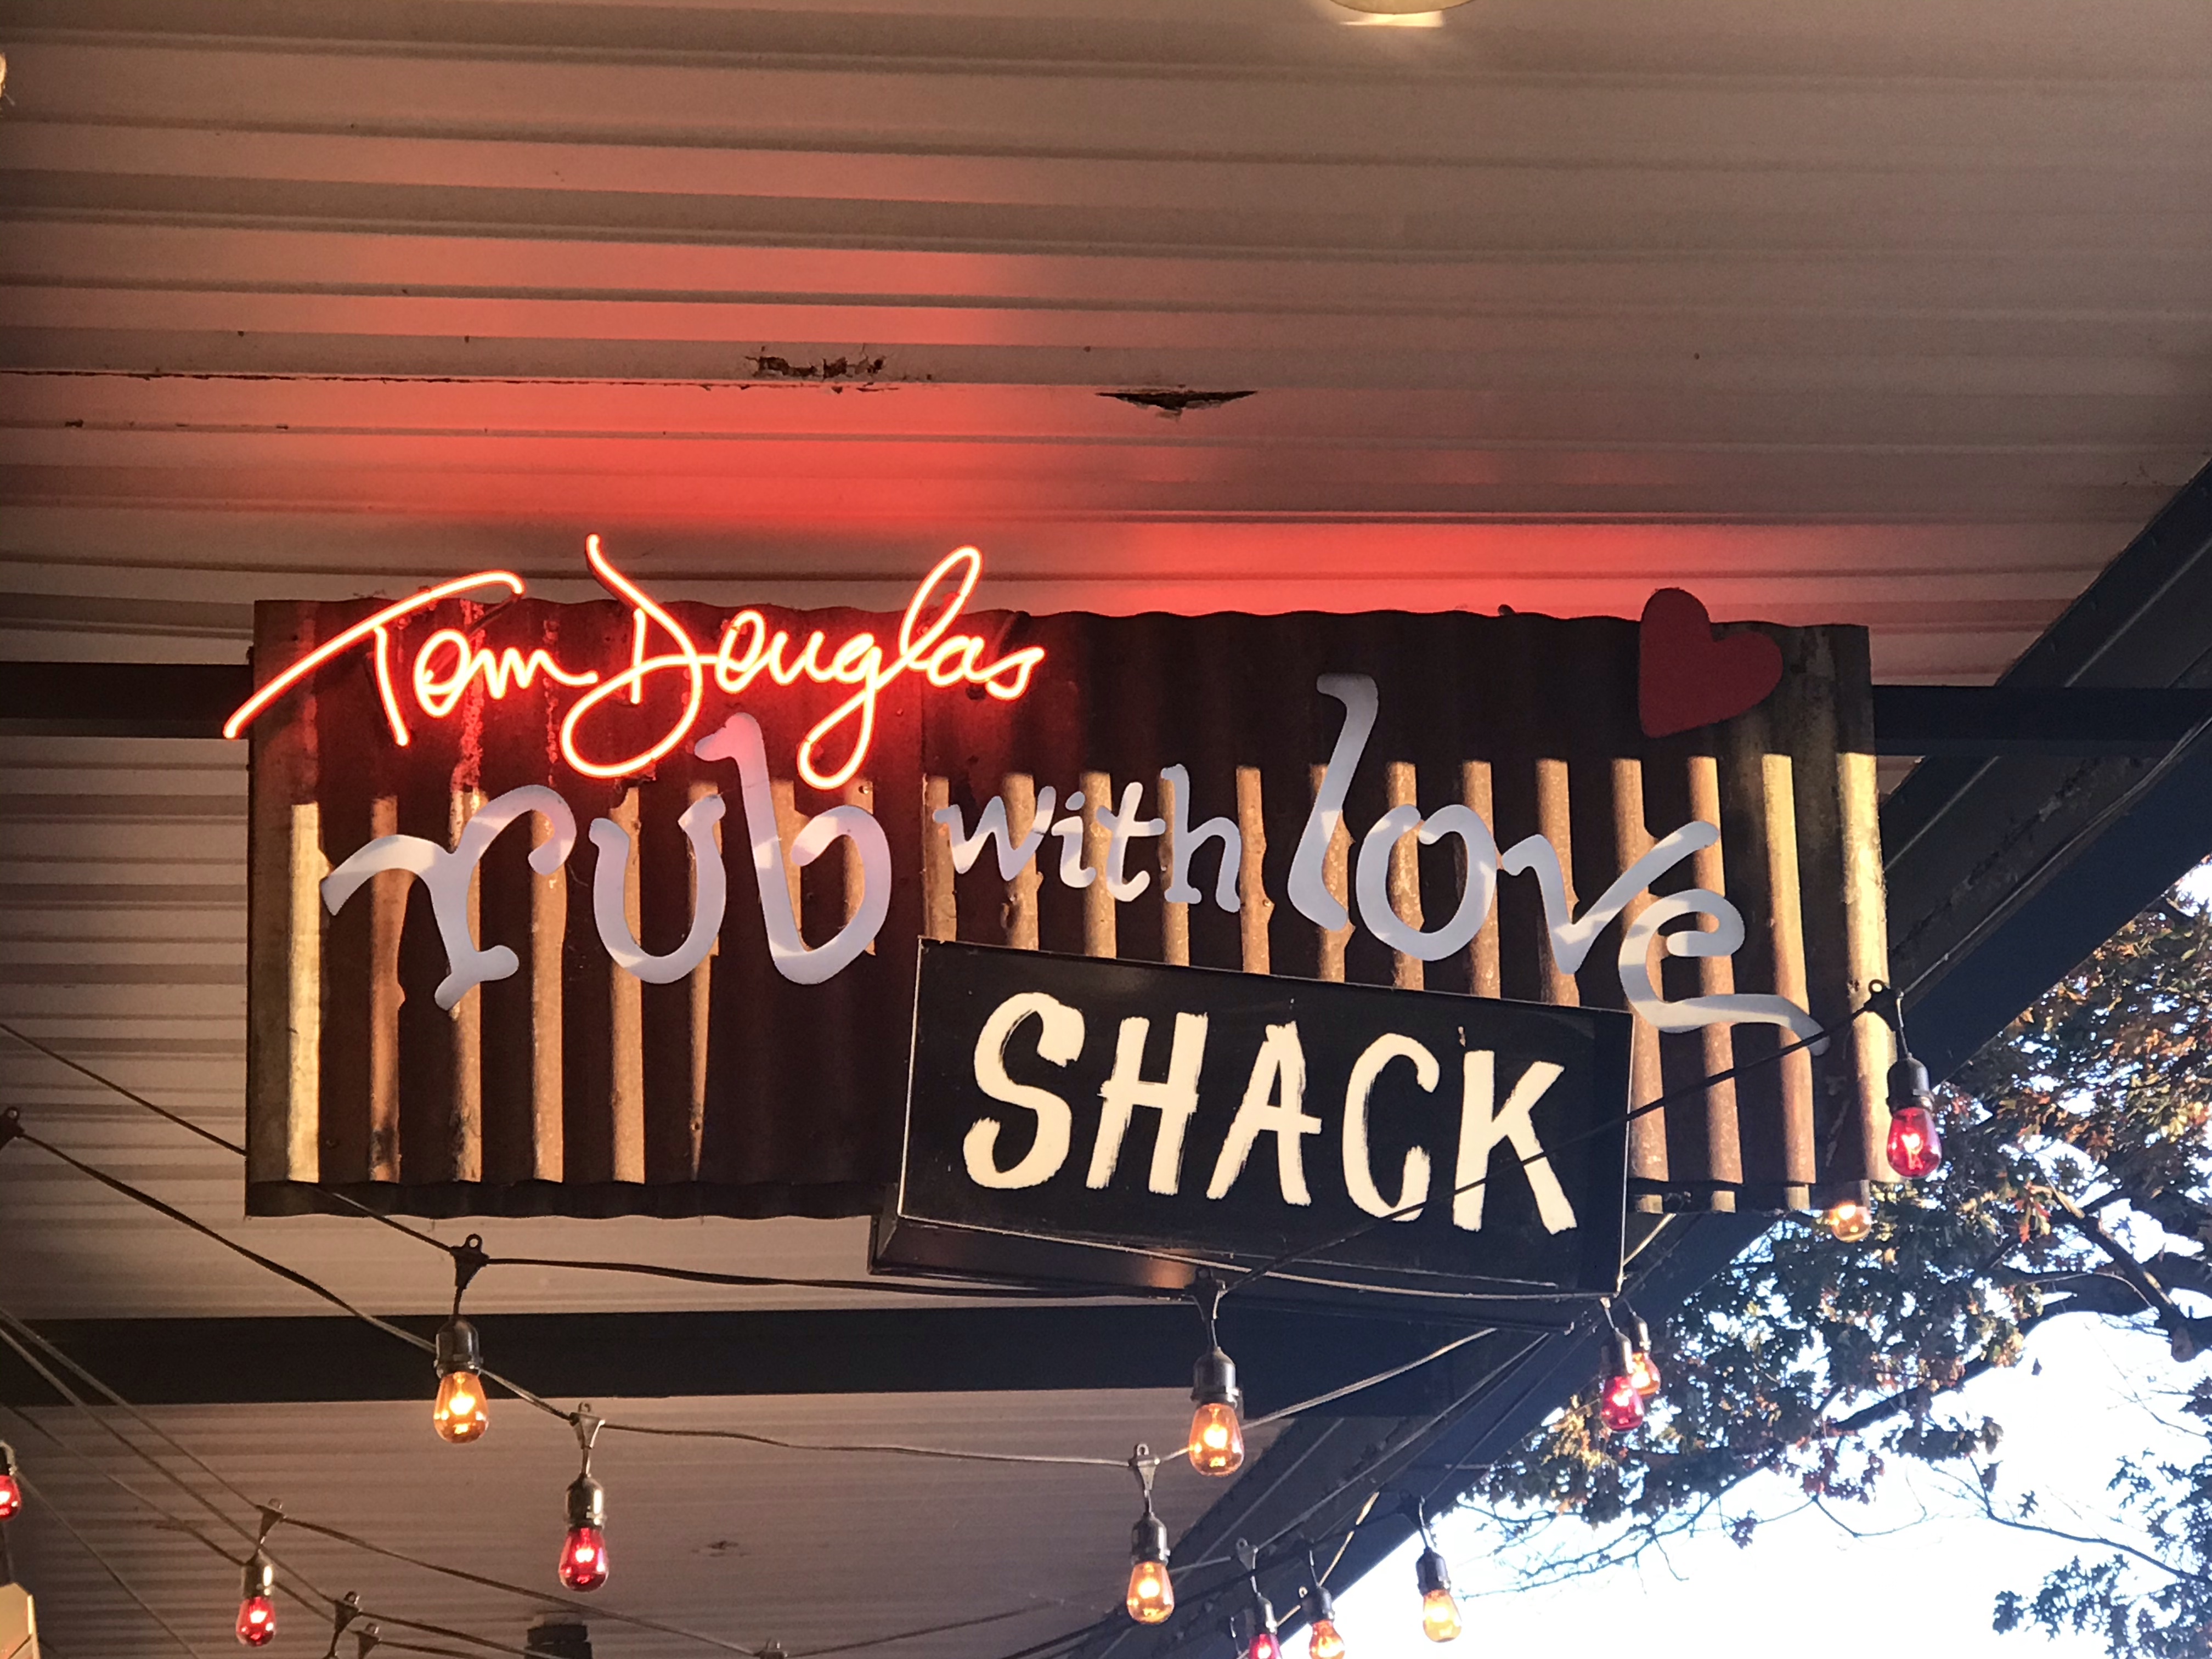 Tom Douglas
rub with love
SHACK